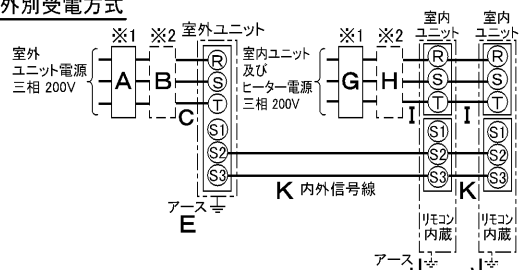 外別受電方式
※1 ※2 室外ユニット
室外
ユニット電源
三相 200V
A B
C
R
S
T
S1
S2
S3
アース
E
※1 ※2
室内ユニット
及び
ヒーター電源
三相 200V
G H
I I
室内
ユニット
室内
ユニット
R
S
T
S1
S2
S3
R
S
T
S1
S2
S3
K 内外信号線
K
リモコン
内蔵
リモコン
内蔵
アース J J